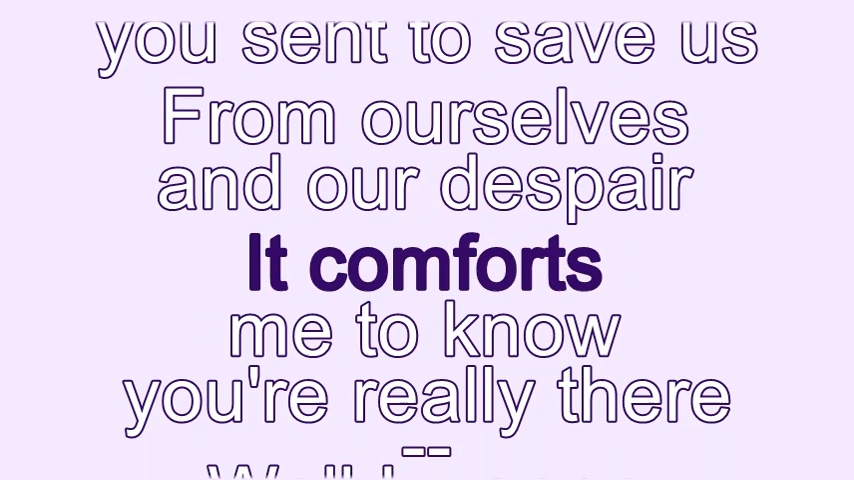 you sent to save us
From ourselves
and our despair
It comforts
me to know
you're really there
--